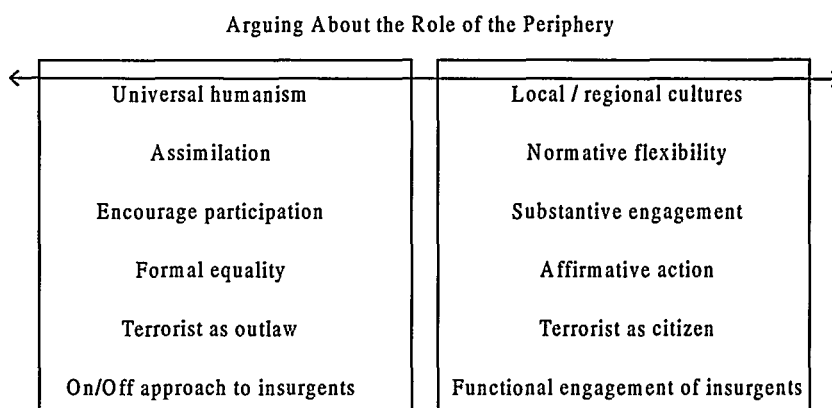 Arguing About the Role of the Periphery
Universal humanism
Assimilation
Encourage participation
Formal equality
Terrorist as outlaw
On/Off approach to insurgents
Local / regional cultures
Normative flexibility
Substantive engagement
Affirmative action
Terrorist as citizen
Functional engagement of insurgents